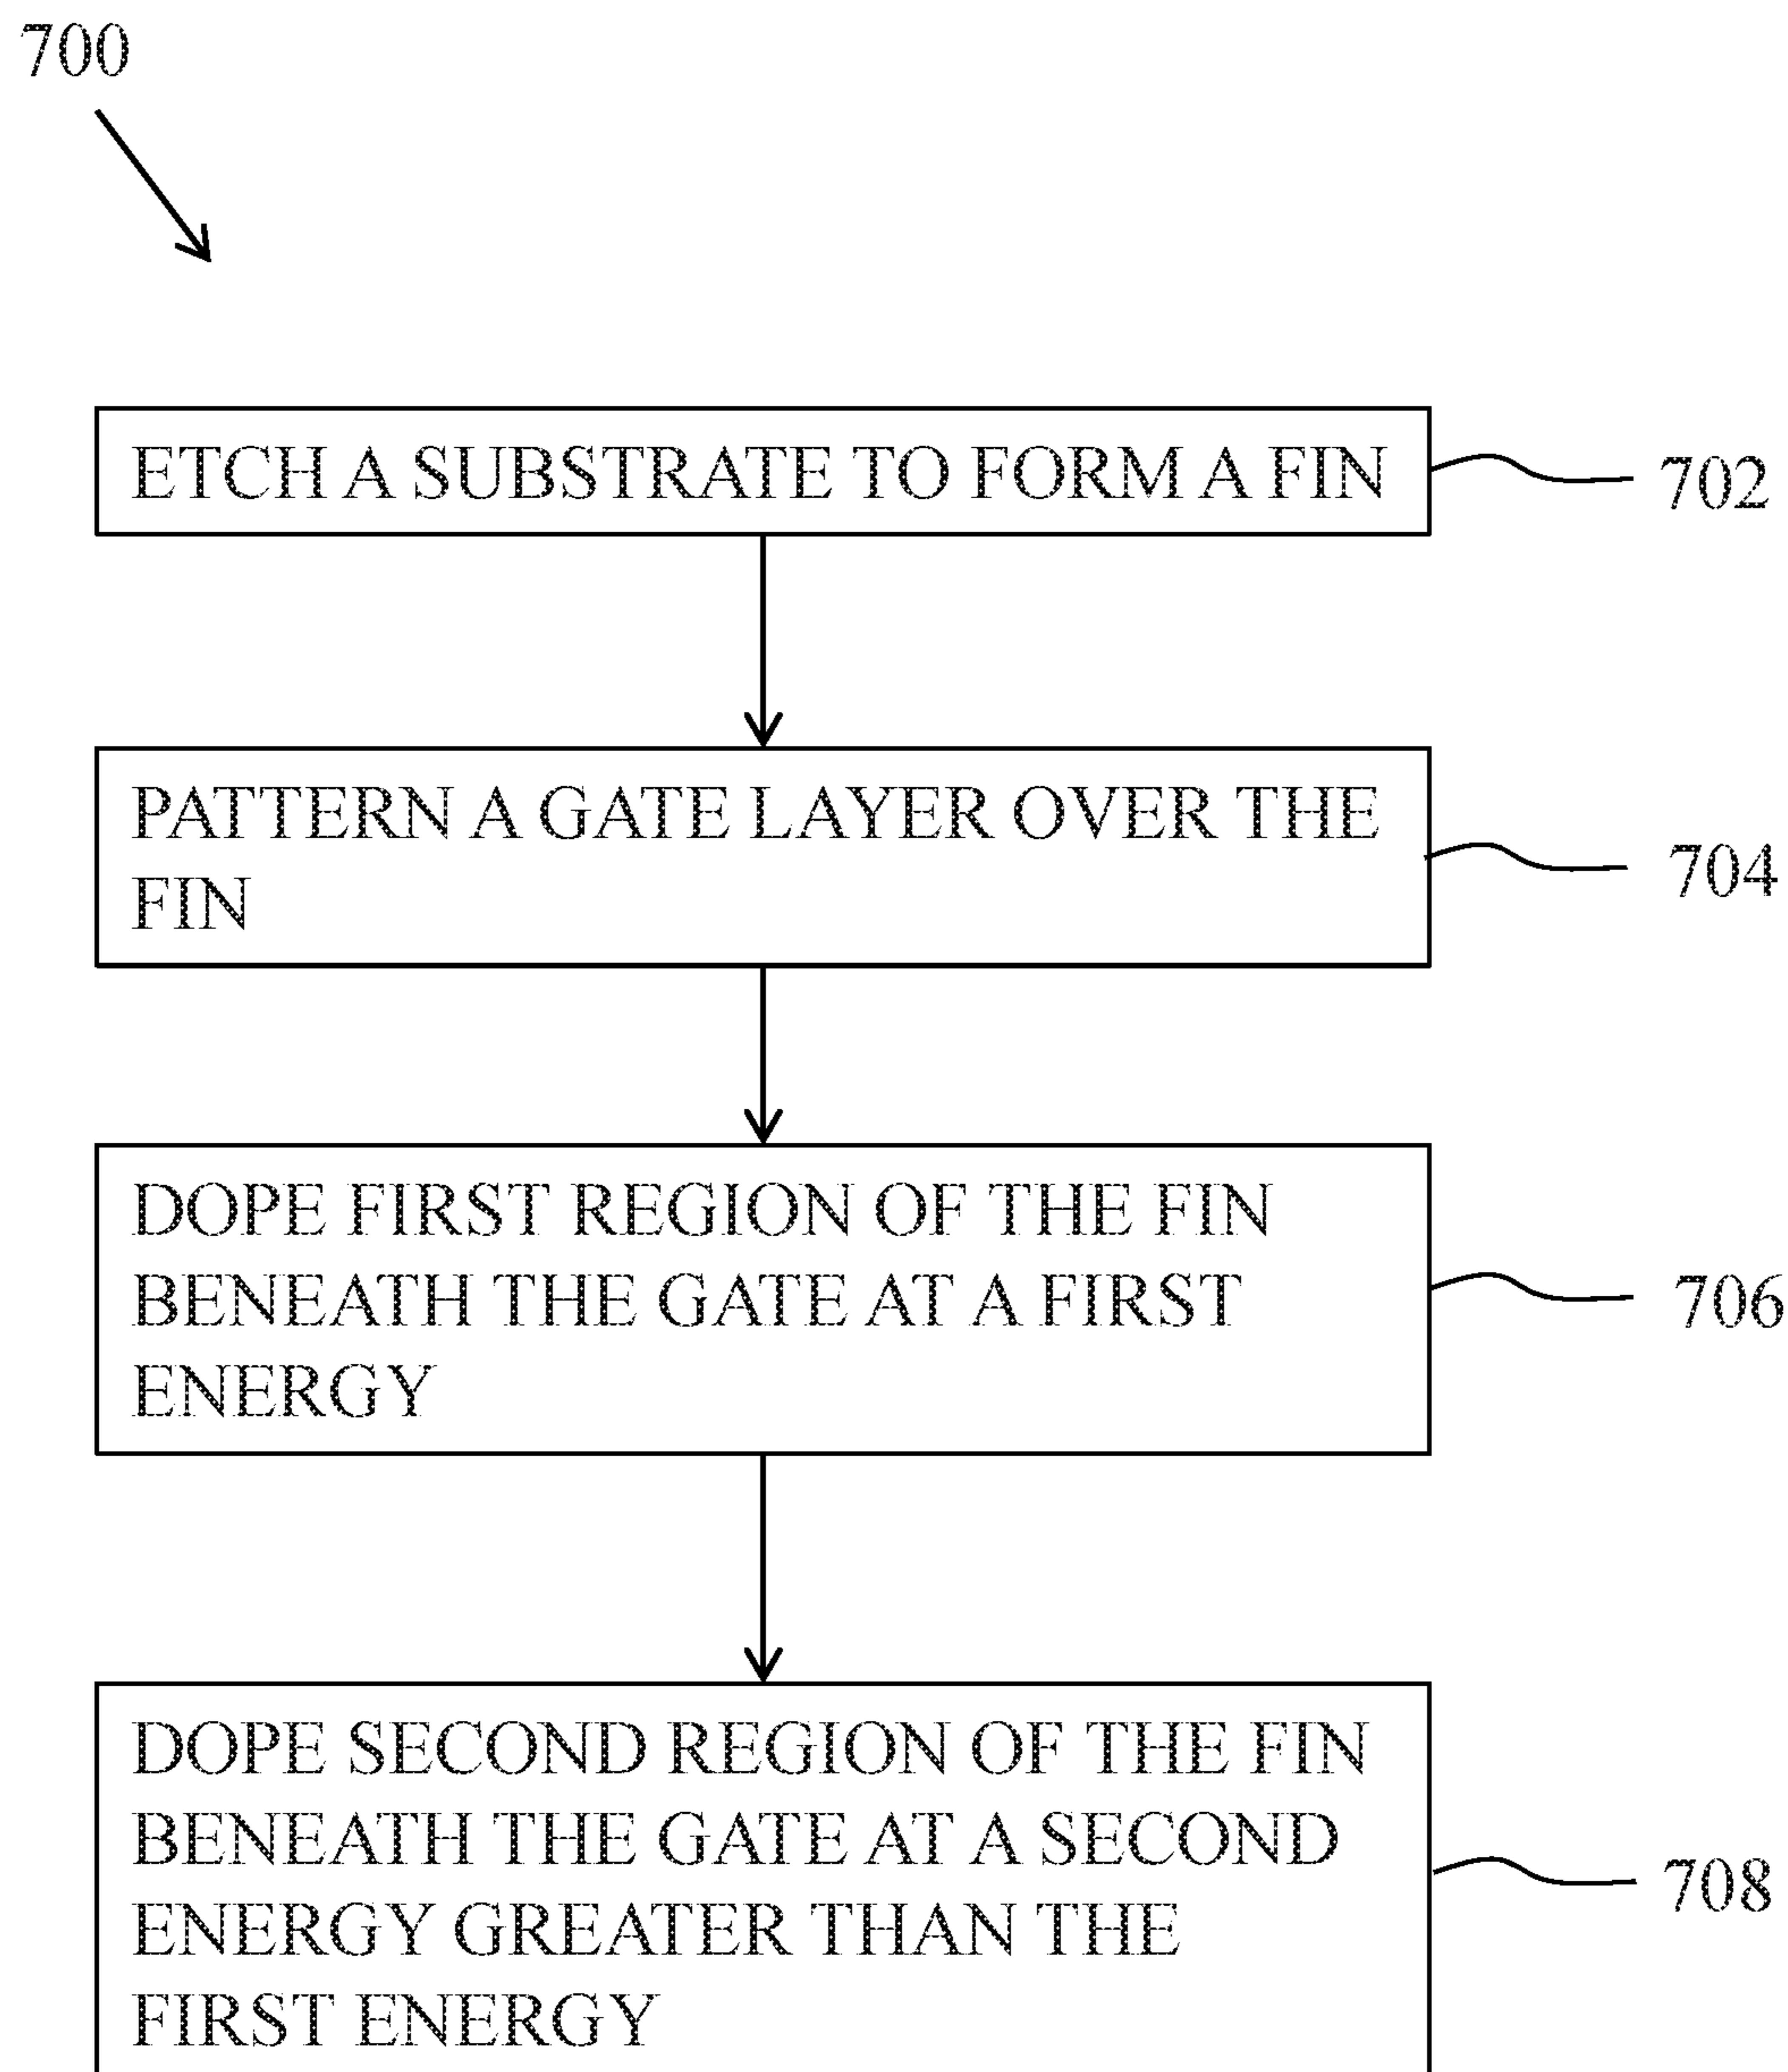 700
ETCH A SUBSTRATE TO FORM A FIN
702
PATTERN A GATE LAYER OVER THE
FIN
704
DOPE FIRST REGION OF THE FIN
BENEATH THE GATE AT A FIRST
ENERGY
706
DOPE SECOND REGION OF THE FIN
BENEATH THE GATE AT A SECOND
ENERGY GREATER THAN THE
FIRST ENERGY
708